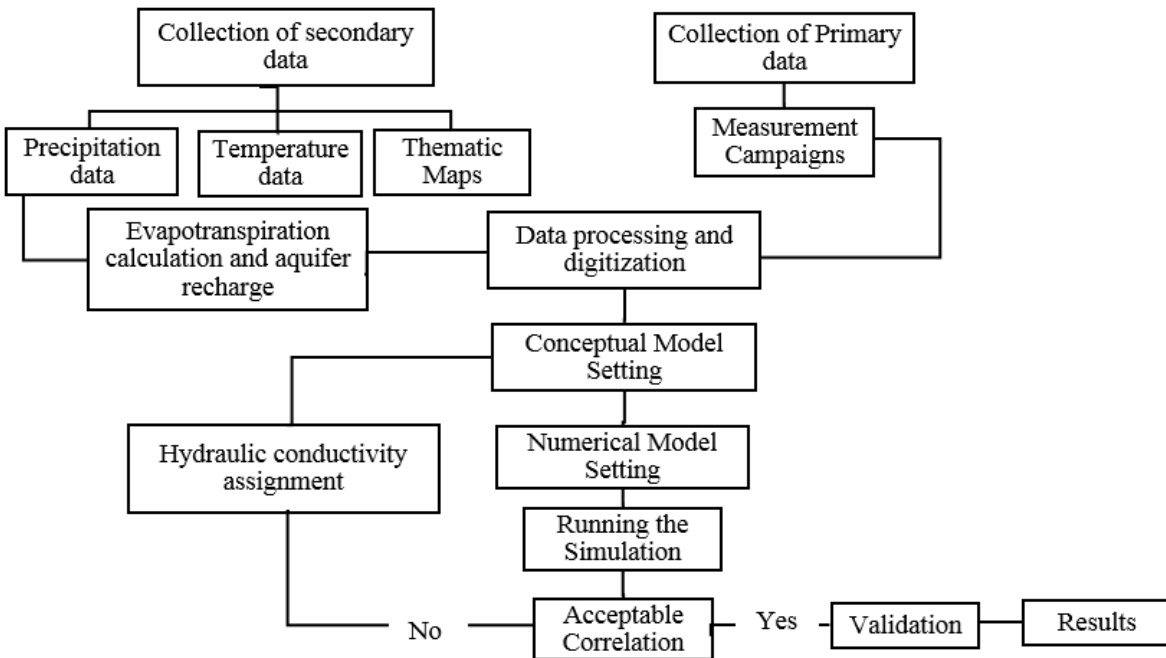 Collection of secondary
data
Collection of Primary
data
Precipitation
data
Temperature
data
Thematic
Maps
Measurement
Campaigns
Evapotranspiration
calculation and aquifer
recharge
Data processing and
digitization
Conceptual Model
Setting
Hydraulic conductivity
assignment
Numerical Model
Setting
Running the
Simulation
No
Acceptable
Correlation
Yes
Validation
Results